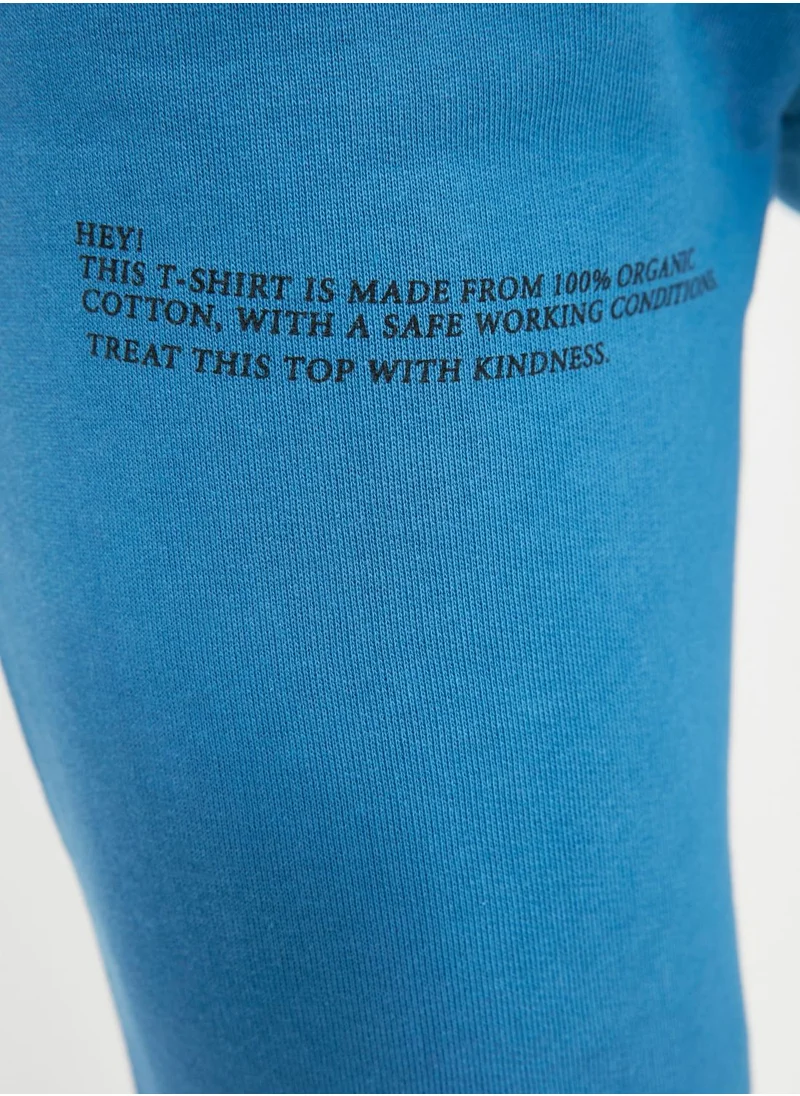 HEY!
THIS T-SHIRT IS MADE FROM 100% ORGANIC
COTTON, WITH A SAFE WORKING CONDITIONS.
TREAT THIS TOP WITH KINDNESS.